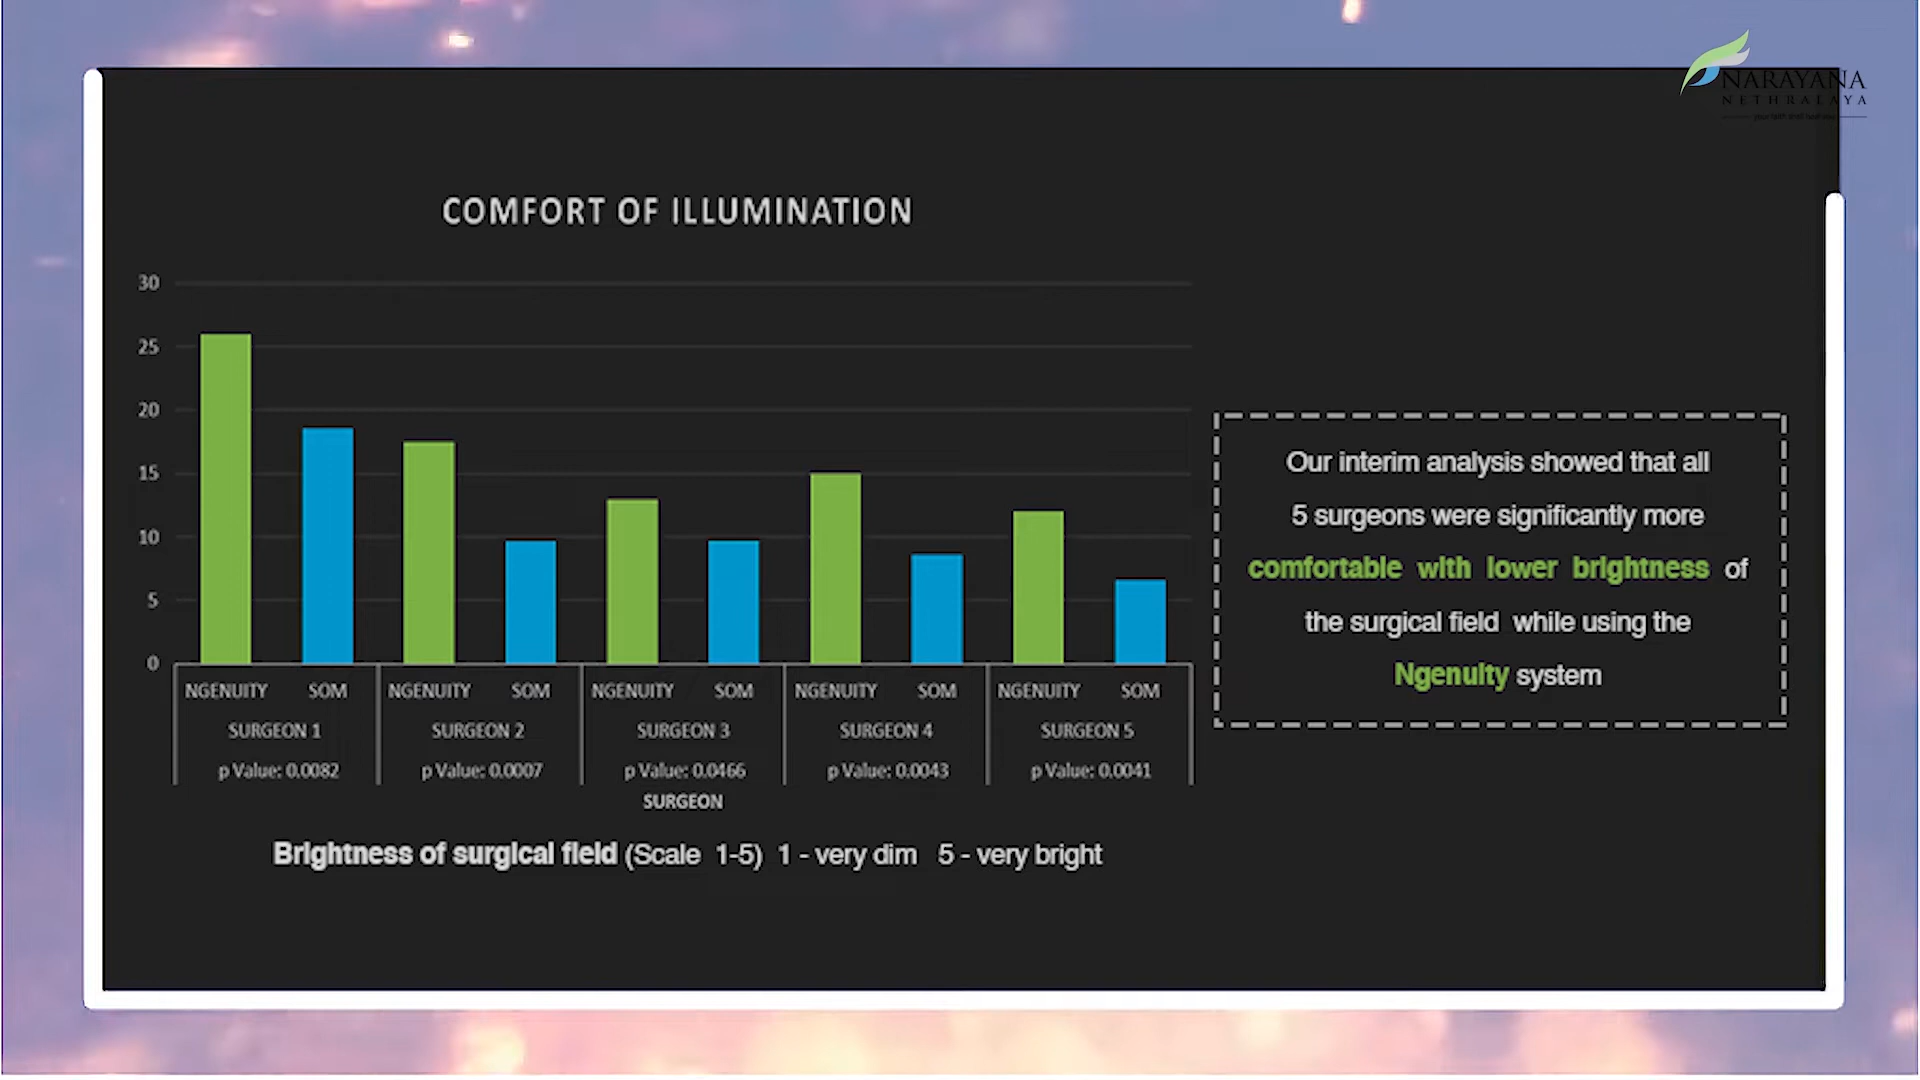 NARAYANA
NETHRALAYA
COMFORT OF ILLUMINATION
30
25
20
15
10
5
0
NGENUITY SOM NGENUITY SOM NGENUITY SOM NGENUITY SOM NGENUITY SOM
SURGEON 1 SURGEON 2 SURGEON 3 SURGEON 4 SURGEON 5
p Value: 0.0082 p Value: 0.0007 p Value: 0.0466 p Value: 0.0043 p Value: 0.0041
SURGEON
Brightness of surgical field (Scale 1-5) 1 - very dim 5 - very bright
Our interim analysis showed that all
5 surgeons were significantly more
comfortable with lower brightness of
the surgical field while using the
Ngenuity system